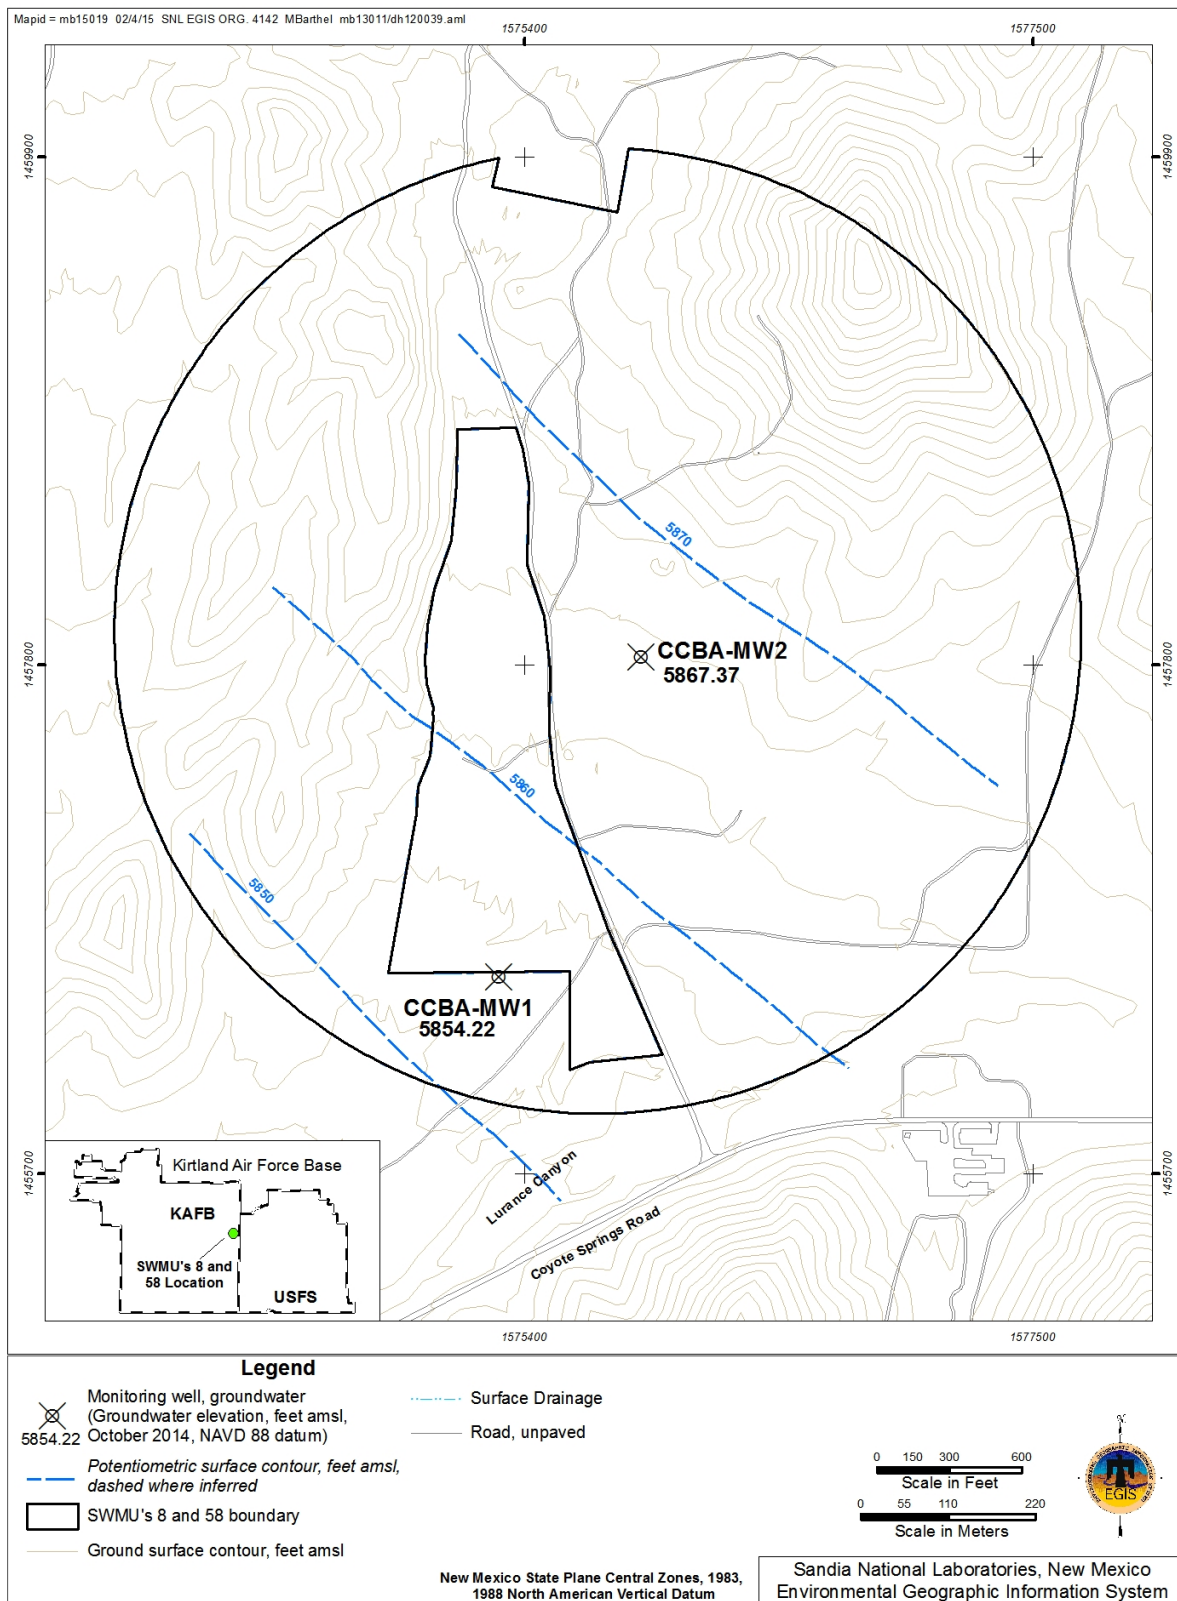 Mapid = mb15019 02/4/15 SNL EGIS ORG. 4142 MBarthel mb13011/dh120039.aml
1575400
1577500
1459900
1459900
5870
CCBA-MW2
5867.37
1457800
1457800
5860
5850
CCBA-MW1
5854.22
1455700
1455700
Lurance Canyon
Coyote Springs Road
Kirtland Air Force Base
KAFB
SWMU's 8 and
58 Location
USFS
1575400
1577500
Legend
Monitoring well, groundwater
(Groundwater elevation, feet amsl,
October 2014, NAVD 88 datum)
5854.22
Potentiometric surface contour, feet amsl,
dashed where inferred
SWMU's 8 and 58 boundary
Ground surface contour, feet amsl
Surface Drainage
Road, unpaved
0 150 300 600
Scale in Feet
0 55 110 220
Scale in Meters
N
EGIS
New Mexico State Plane Central Zones, 1983,
1988 North American Vertical Datum
Sandia National Laboratories, New Mexico
Environmental Geographic Information System